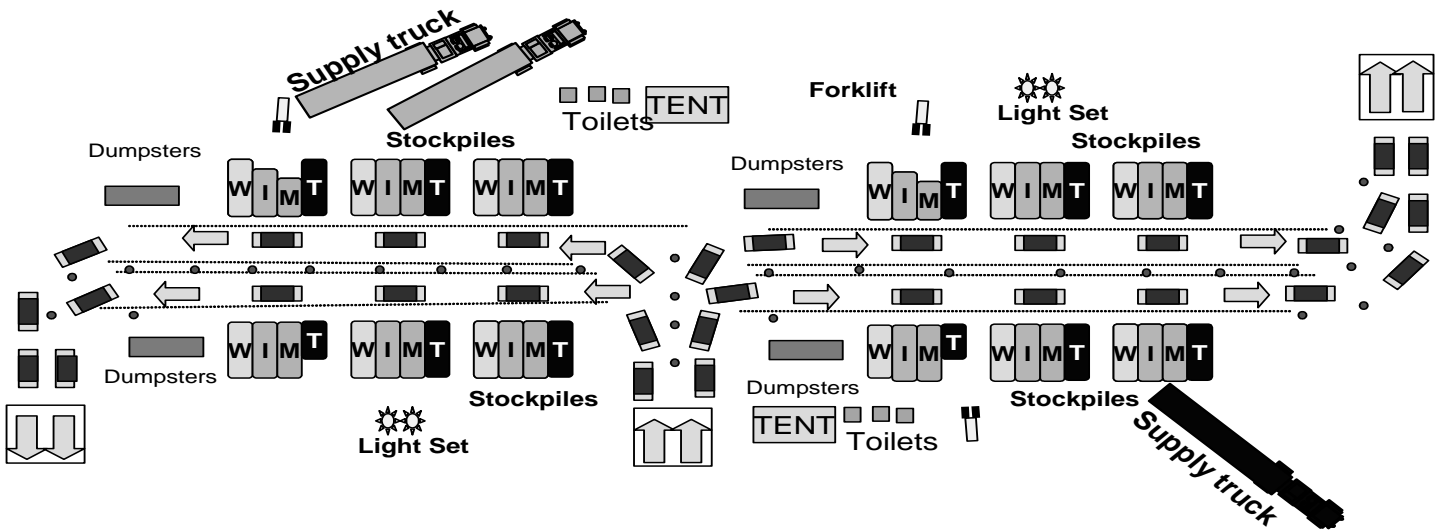 Supply truck
Toilets
TENT
Forklift
Light Set
Dumpsters
Stockpiles
Dumpsters
Stockpiles
W I M T
W I M T
W I M T
W I M T
W I M T
W I M T
W I M T
W I M T
W I M T
W I M T
W I M T
W I M T
Dumpsters
Stockpiles
Light Set
Dumpsters
Stockpiles
TENT
Toilets
Supply truck